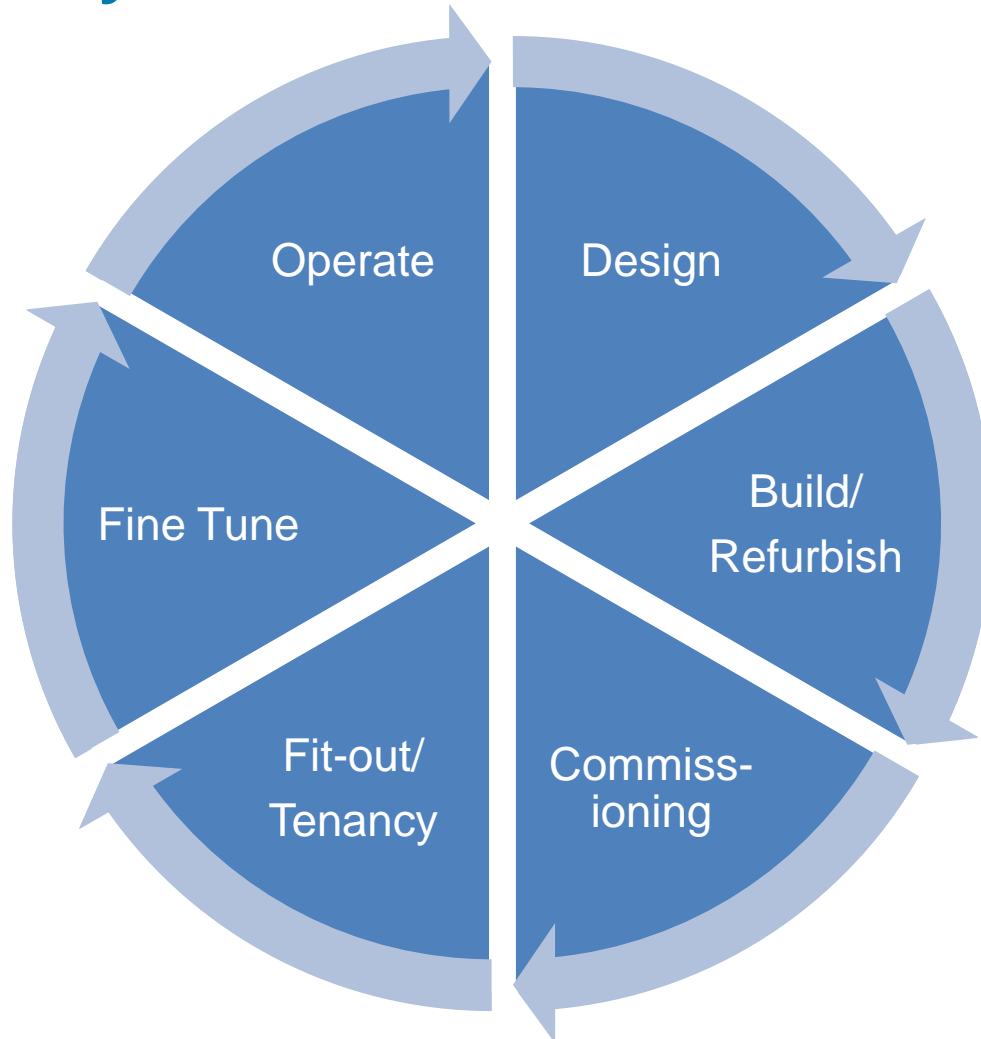 Operate
Design
Build/
Refurbish
Commiss-
ioning
Fit-out/
Tenancy
Fine Tune